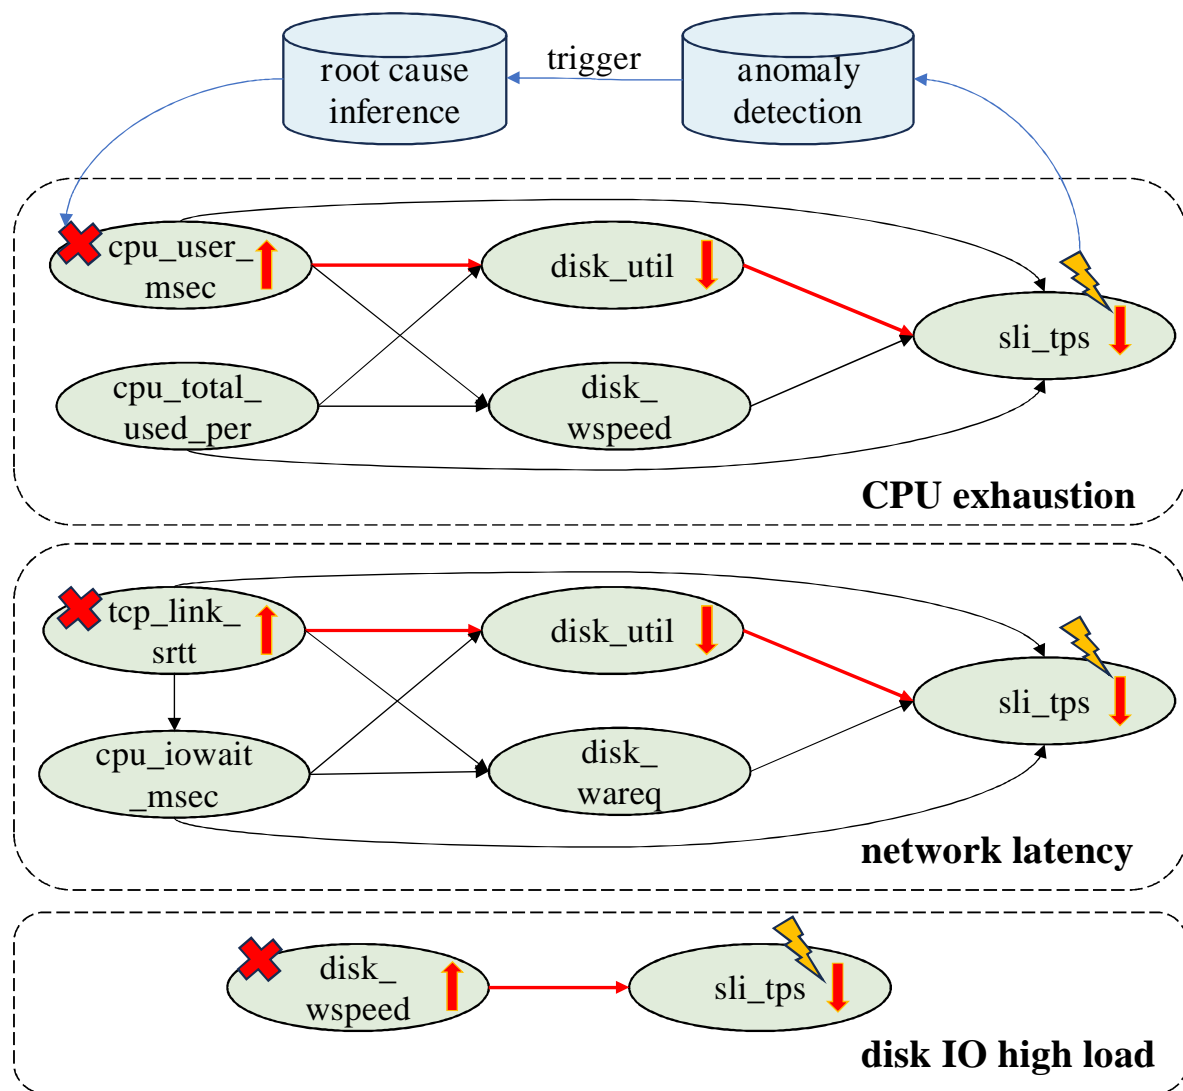 root cause
inference
trigger
anomaly
detection
cpu_user_
msec
disk_util
sli_tps
cpu_total_
used_per
disk_
wspeed
CPU exhaustion
tcp_link_
srtt
disk_util
sli_tps
cpu_iowait
_msec
disk_
wareq
network latency
disk_
wspeed
sli_tps
disk IO high load